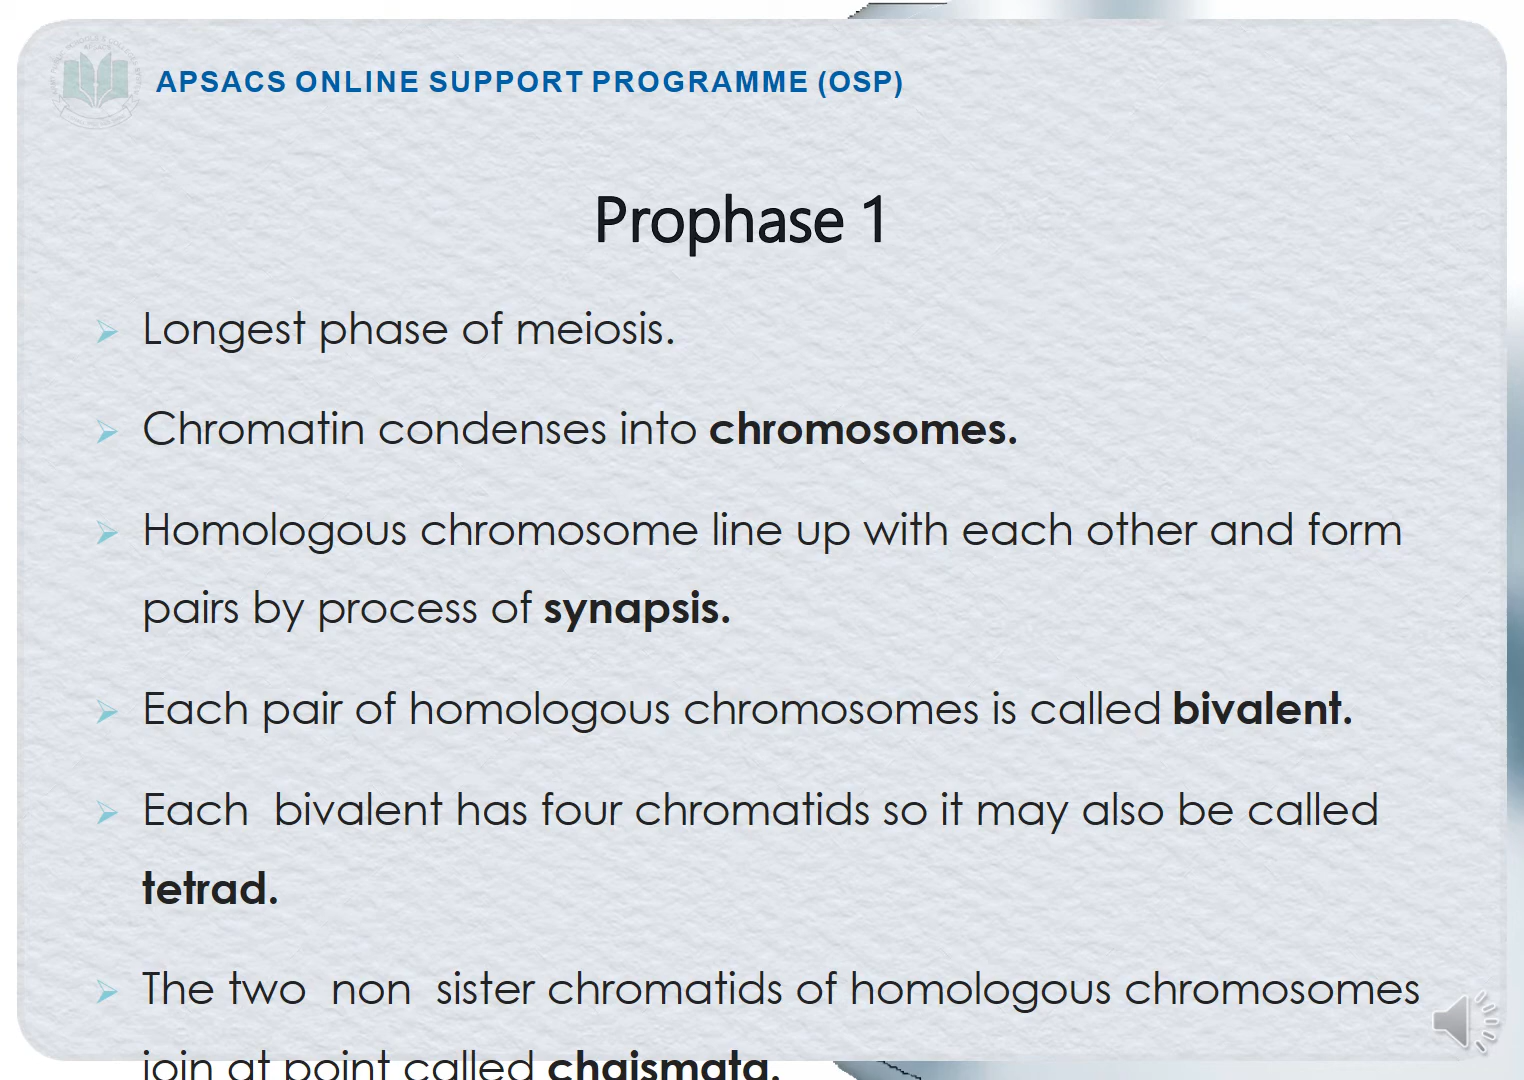 APSACS ONLINE SUPPORT PROGRAMME (OSP)
Prophase 1
Longest phase of meiosis.
Chromatin condenses into chromosomes.
Homologous chromosome line up with each other and form
pairs by process of synapsis.
Each pair of homologous chromosomes is called bivalent.
Each bivalent has four chromatids so it may also be called
tetrad.
The two non sister chromatids of homologous chromosomes
join at point called chaismata.